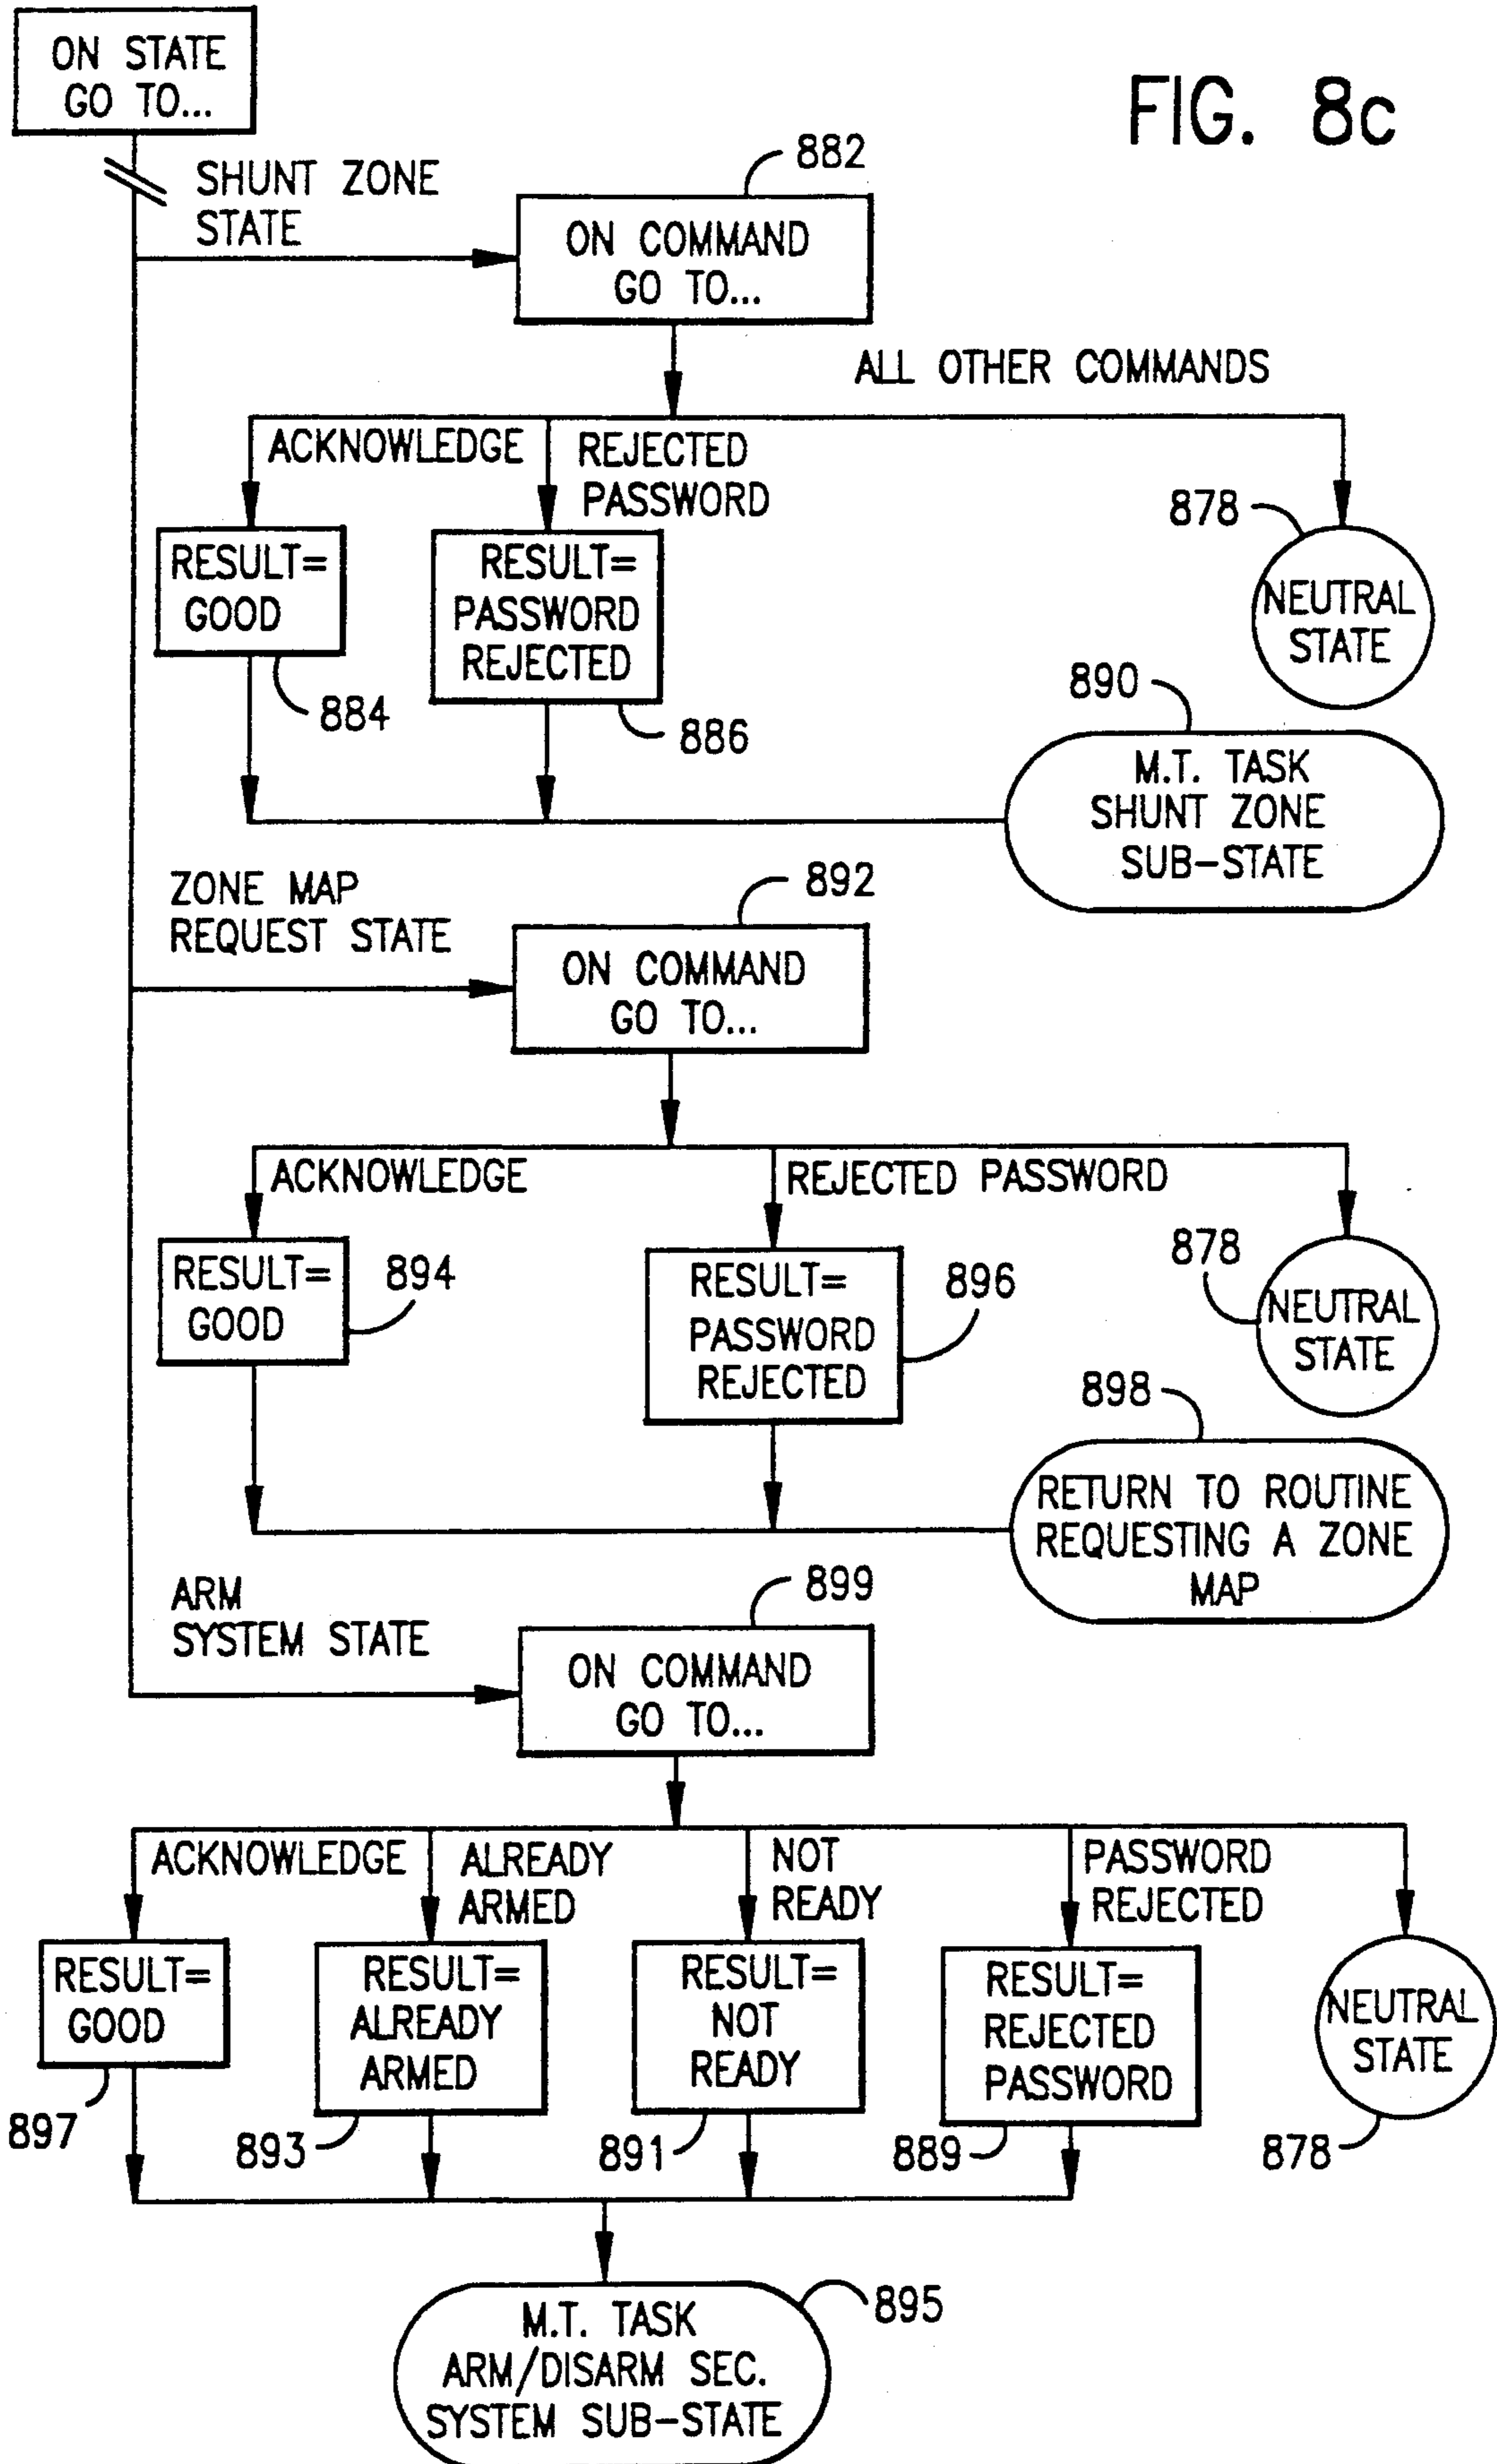 ON STATE
GO TO...
FIG. 8c
SHUNT ZONE
STATE
882
ON COMMAND
GO TO...
ALL OTHER COMMANDS
ACKNOWLEDGE
REJECTED
PASSWORD
878
RESULT=
GOOD
RESULT=
PASSWORD
REJECTED
NEUTRAL
STATE
884
886
890
M.T. TASK
SHUNT ZONE
SUB-STATE
ZONE MAP
REQUEST STATE
892
ON COMMAND
GO TO...
ACKNOWLEDGE
REJECTED PASSWORD
RESULT=
GOOD
894
RESULT=
PASSWORD
REJECTED
896
878
NEUTRAL
STATE
898
RETURN TO ROUTINE
REQUESTING A ZONE
MAP
ARM
SYSTEM STATE
899
ON COMMAND
GO TO...
ACKNOWLEDGE
ALREADY
ARMED
NOT
READY
PASSWORD
REJECTED
RESULT=
GOOD
RESULT=
ALREADY
ARMED
RESULT=
NOT
READY
RESULT=
REJECTED
PASSWORD
NEUTRAL
STATE
897
893
891
889
878
M.T. TASK
ARM/DISARM SEC.
SYSTEM SUB-STATE
895